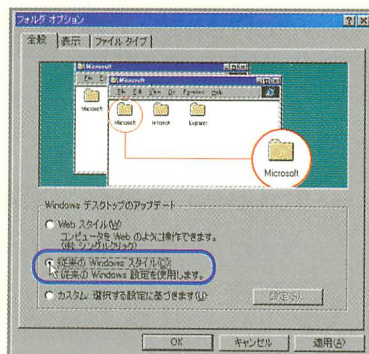 フォルダ オプション
全般 表示 ファイル タイプ
Microsoft
Microsoft
Microsoft
Internet
Explorer
Microsoft
Windows デスクトップのアップデート
Web スタイル(W)
コンピュータを Web のように操作できます。
(例: シングルクリック)
従来の Windows スタイル(C)
従来の Windows 設定を使用します。
カスタム: 選択する設定に基づきます(U)
設定(S)...
OK キャンセル 適用(A)